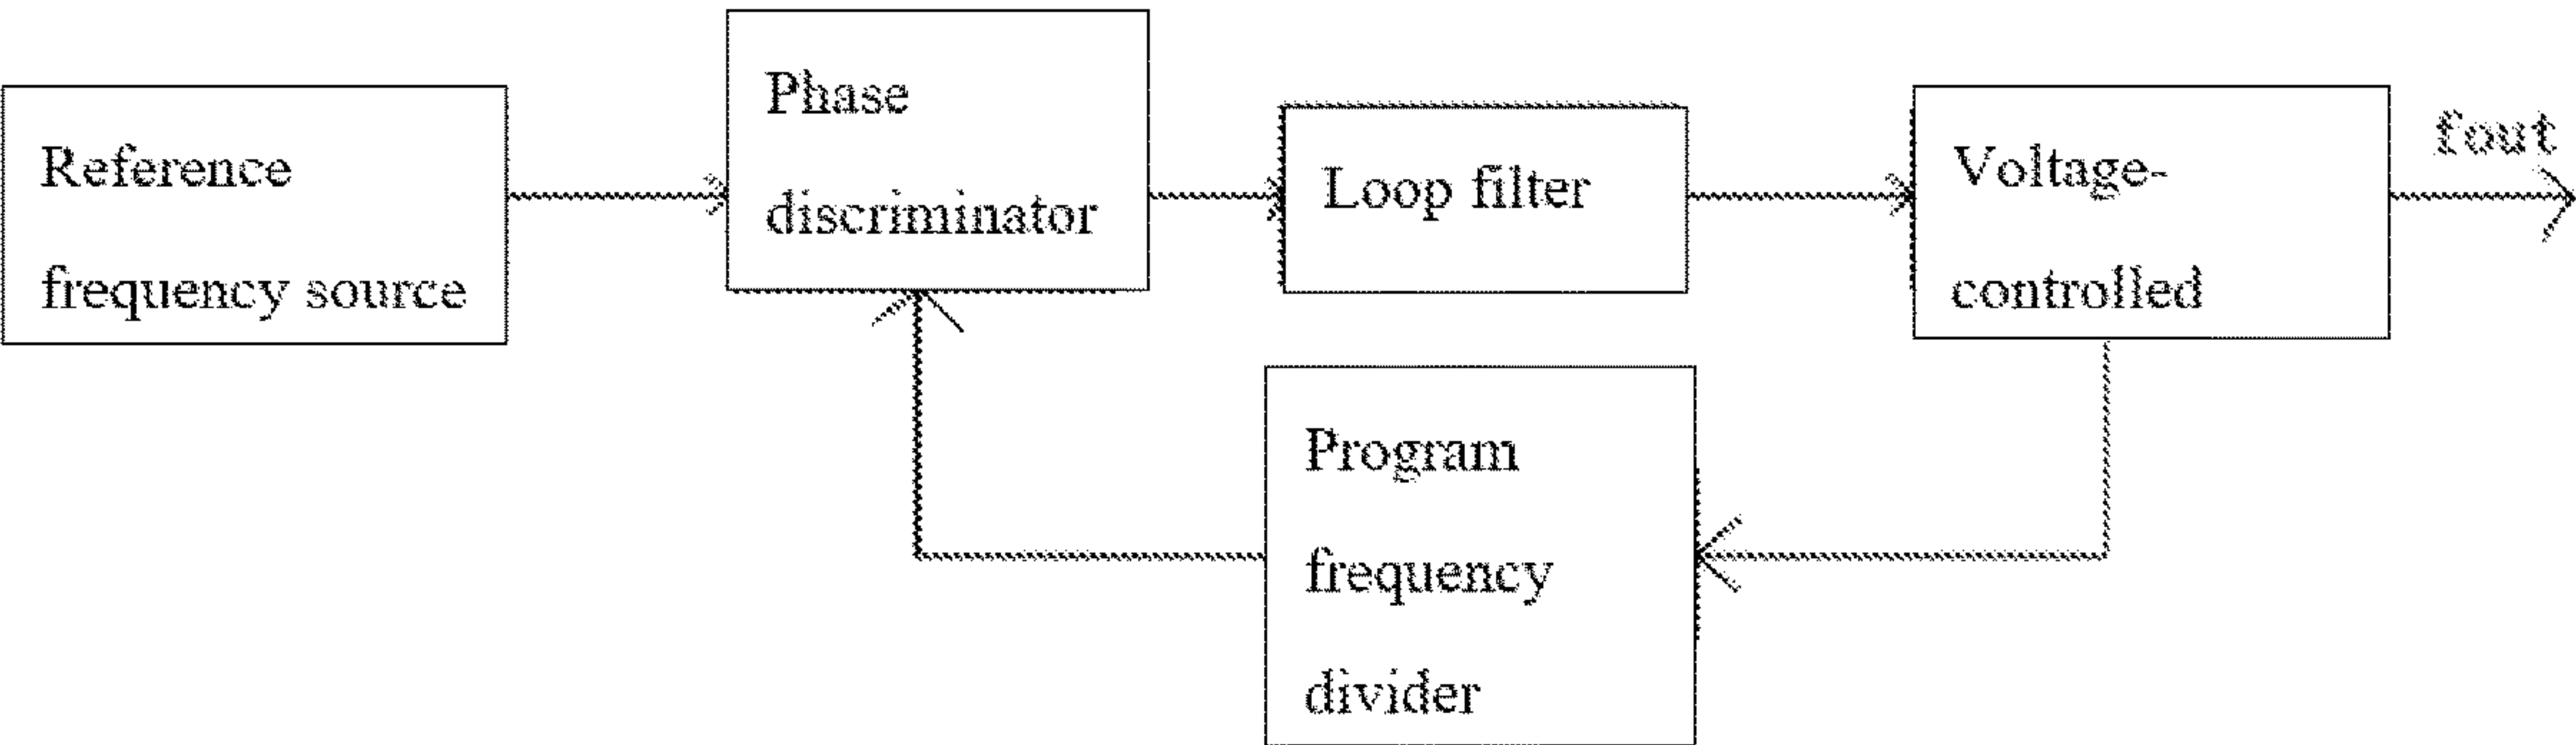 Reference
frequency source
Phase
discriminator
Loop filter
Voltage-
controlled
fout
Program
frequency
divider